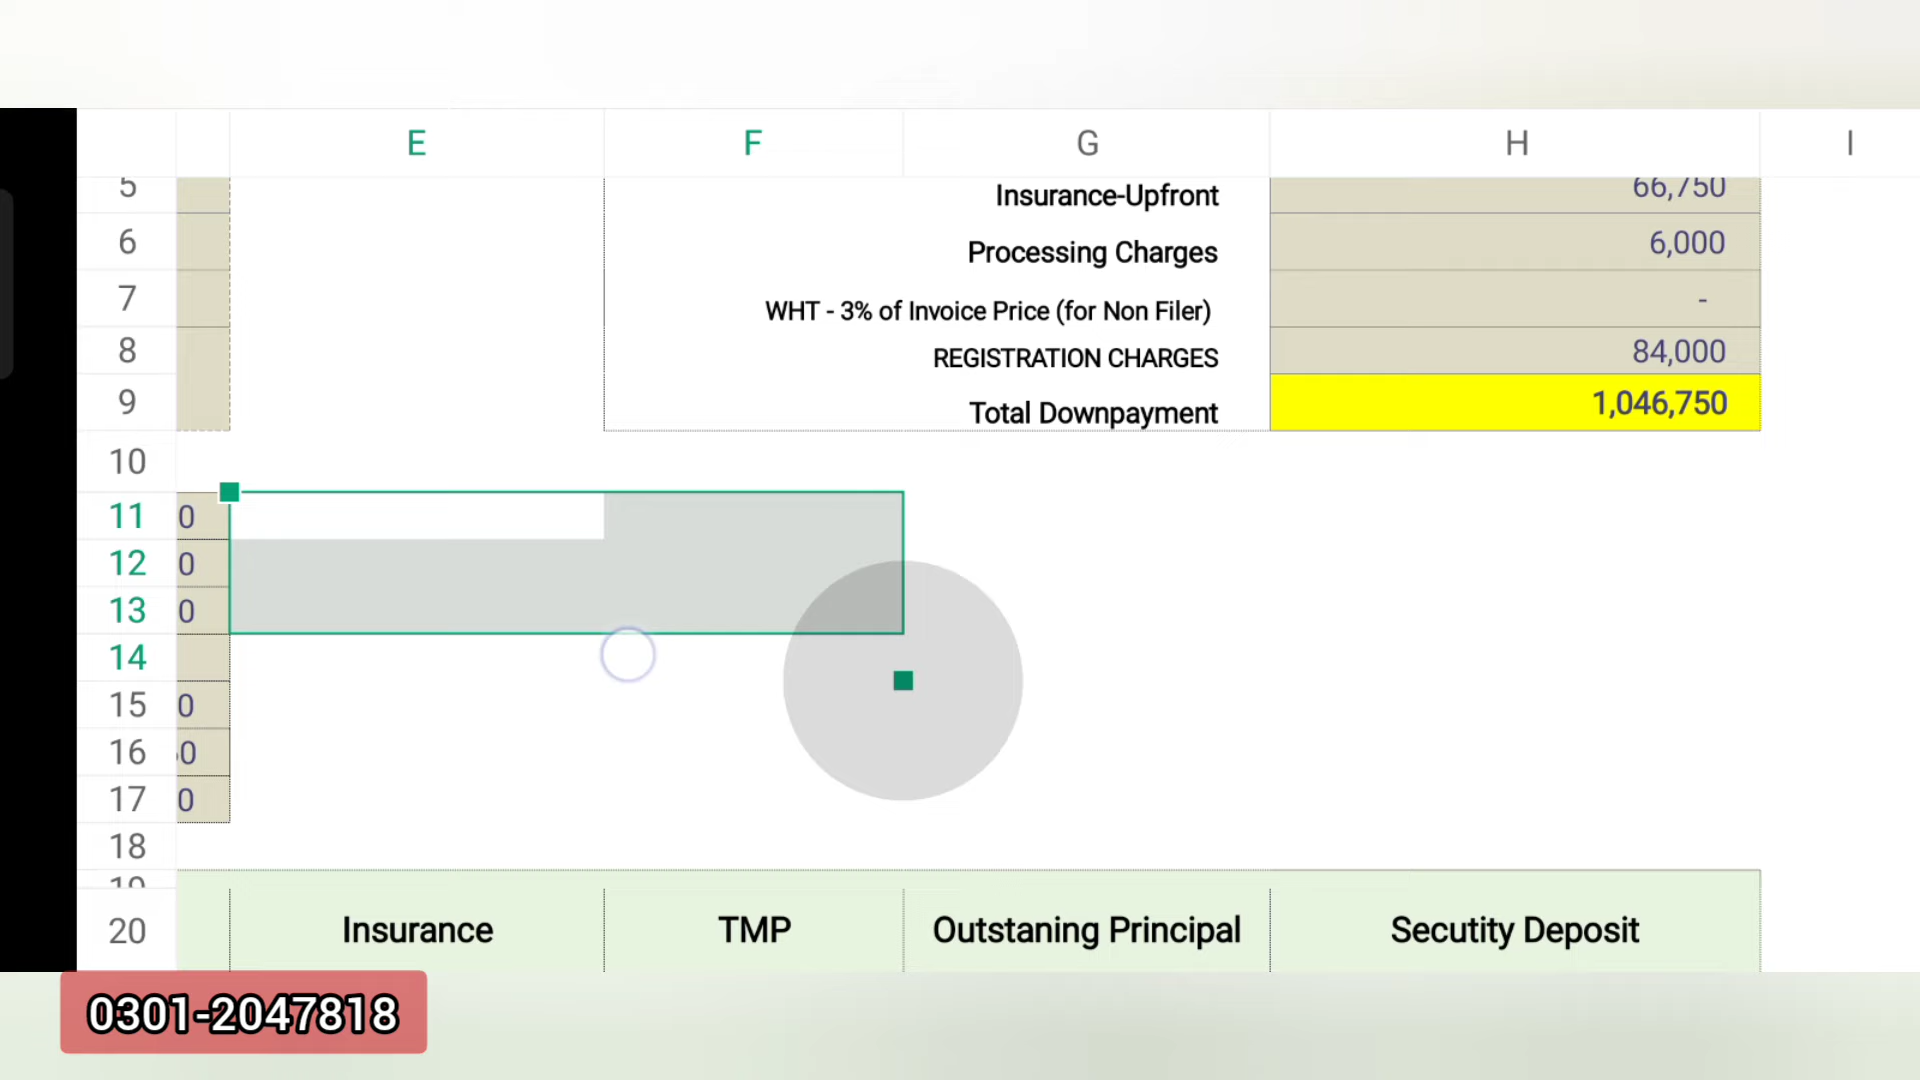 E F G H I
5 Insurance-Upfront 66,750
6 Processing Charges 6,000
7 WHT - 3% of Invoice Price (for Non Filer) -
8 REGISTRATION CHARGES 84,000
9 Total Downpayment 1,046,750
10
11 0
12 0
13 0
14
15 0
16 0
17 0
18
19
20 Insurance TMP Outstaning Principal Secutity Deposit
0301-2047818